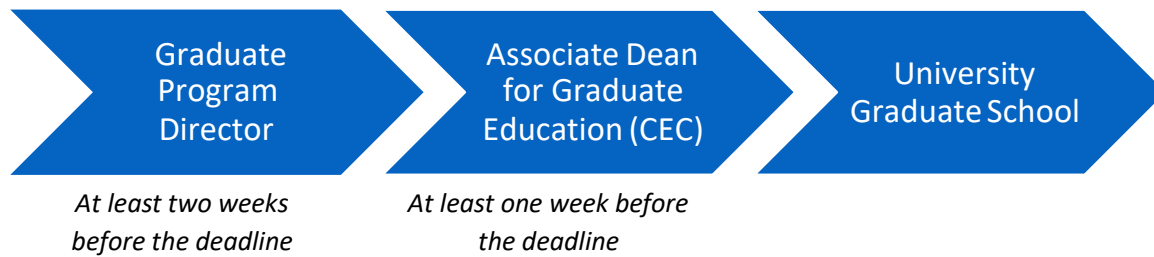 Graduate
Program
Director
Associate Dean
for Graduate
Education (CEC)
University
Graduate School
At least two weeks
before the deadline
At least one week before
the deadline